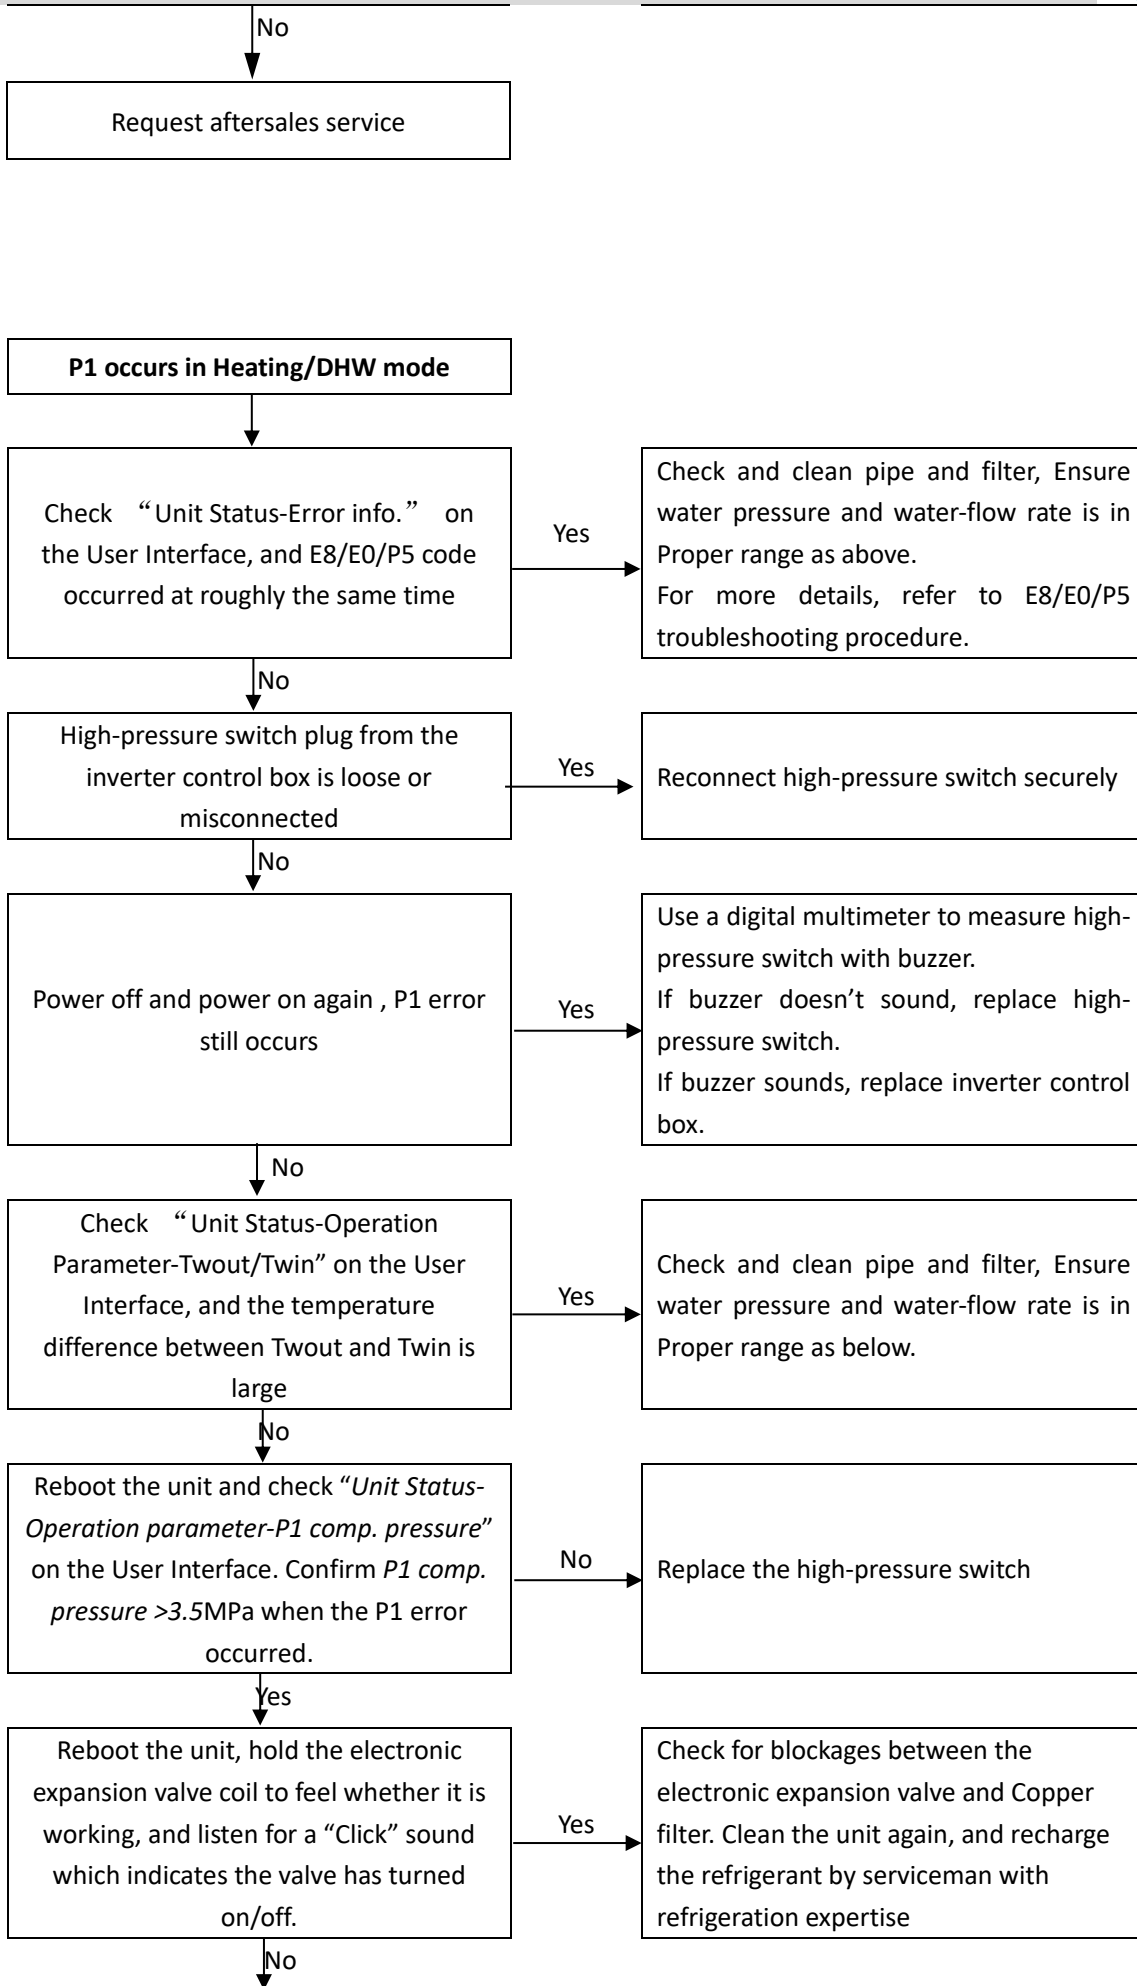 No
Request aftersales service
P1 occurs in Heating/DHW mode
Check “Unit Status-Error info.” on
the User Interface, and E8/E0/P5 code
occurred at roughly the same time
Yes
Check and clean pipe and filter, Ensure
water pressure and water-flow rate is in
Proper range as above.
For more details, refer to E8/E0/P5
troubleshooting procedure.
No
High-pressure switch plug from the
inverter control box is loose or
misconnected
Yes
Reconnect high-pressure switch securely
No
Power off and power on again , P1 error
still occurs
Yes
Use a digital multimeter to measure high-
pressure switch with buzzer.
If buzzer doesn’t sound, replace high-
pressure switch.
If buzzer sounds, replace inverter control
box.
No
Check “Unit Status-Operation
Parameter-Twout/Twin” on the User
Interface, and the temperature
difference between Twout and Twin is
large
Yes
Check and clean pipe and filter, Ensure
water pressure and water-flow rate is in
Proper range as below.
No
Reboot the unit and check “Unit Status-
Operation parameter-P1 comp. pressure”
on the User Interface. Confirm P1 comp.
pressure >3.5MPa when the P1 error
occurred.
No
Replace the high-pressure switch
Yes
Reboot the unit, hold the electronic
expansion valve coil to feel whether it is
working, and listen for a “Click” sound
which indicates the valve has turned
on/off.
Yes
Check for blockages between the
electronic expansion valve and Copper
filter. Clean the unit again, and recharge
the refrigerant by serviceman with
refrigeration expertise
No